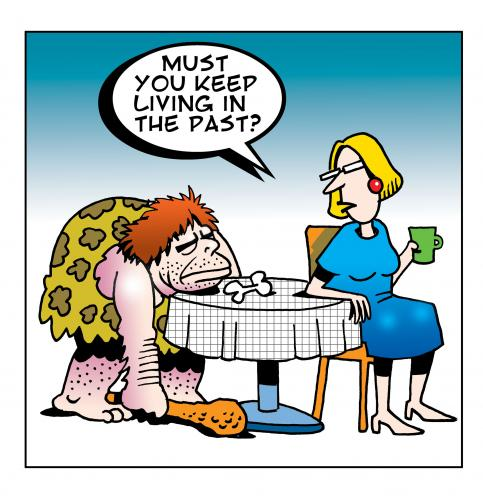 MUST
YOU KEEP
LIVING IN
THE PAST?